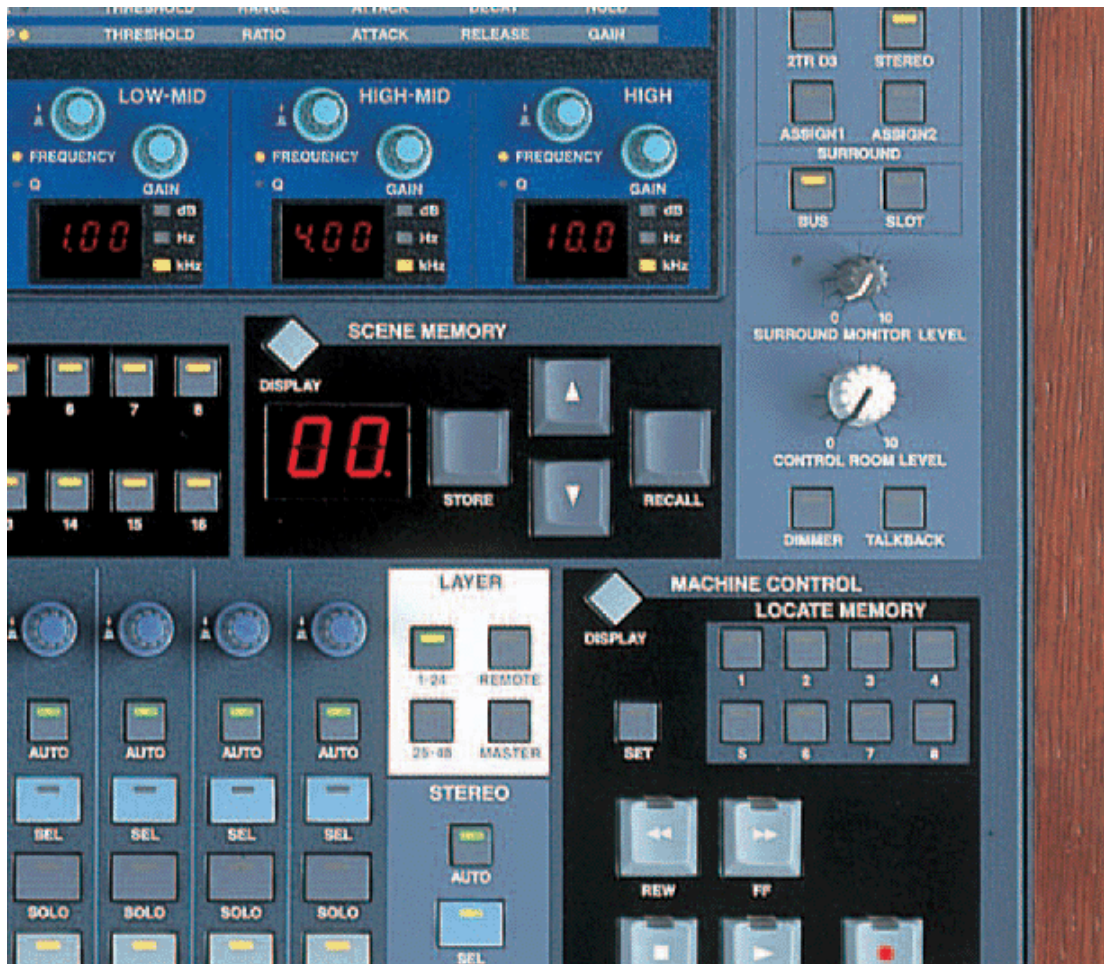 THRESHOLD RANGE ATTACK DECAY HOLD
THRESHOLD RATIO ATTACK RELEASE GAIN
LOW-MID
FREQUENCY
Q
GAIN
1.00
dB
Hz
kHz
HIGH-MID
FREQUENCY
Q
GAIN
4.00
dB
Hz
kHz
HIGH
FREQUENCY
Q
GAIN
10.0
dB
Hz
kHz
2TR D3 STEREO
ASSIGN1 ASSIGN2
SURROUND
BUS SLOT
0 10
SURROUND MONITOR LEVEL
0 10
CONTROL ROOM LEVEL
DIMMER TALKBACK
6 7 8
14 15 16
SCENE MEMORY
DISPLAY
00.
STORE
RECALL
AUTO AUTO AUTO AUTO
SEL SEL SEL SEL
SOLO SOLO SOLO SOLO
LAYER
1-24 REMOTE
25-48 MASTER
STEREO
AUTO
SEL
MACHINE CONTROL
DISPLAY
LOCATE MEMORY
1 2 3 4
SET
5 6 7 8
REW FF